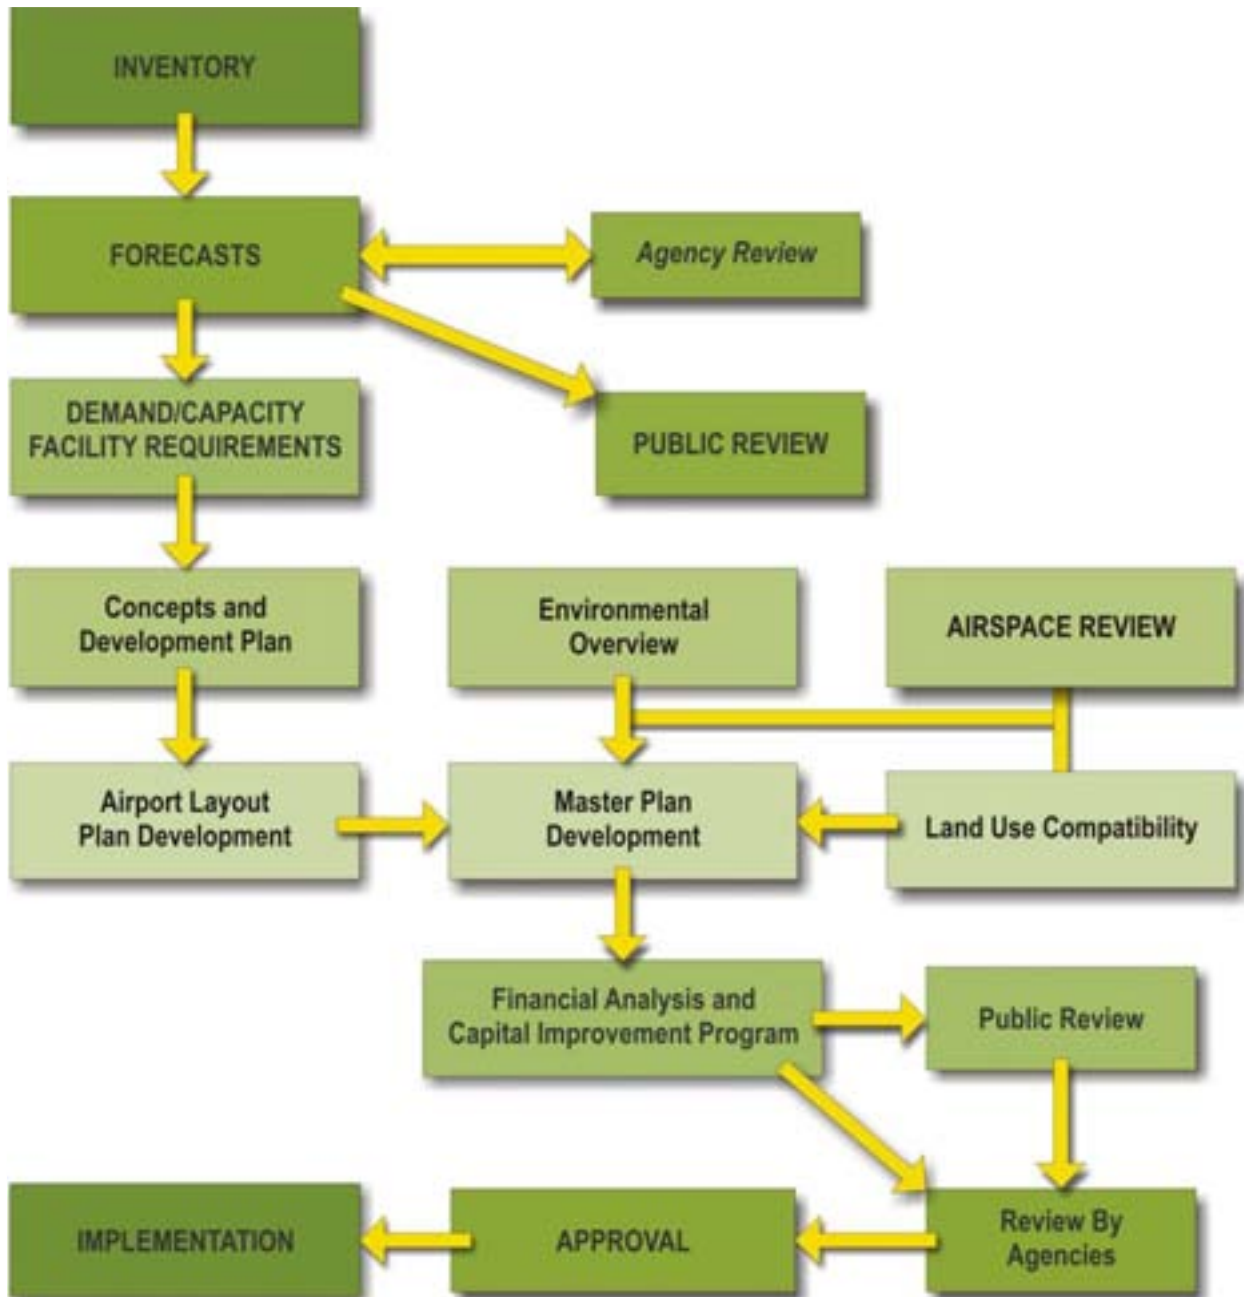 INVENTORY
FORECASTS
Agency Review
DEMAND/CAPACITY
FACILITY REQUIREMENTS
PUBLIC REVIEW
Concepts and
Development Plan
Environmental
Overview
AIRSPACE REVIEW
Airport Layout
Plan Development
Master Plan
Development
Land Use Compatibility
Financial Analysis and
Capital Improvement Program
Public Review
IMPLEMENTATION
APPROVAL
Review By
Agencies